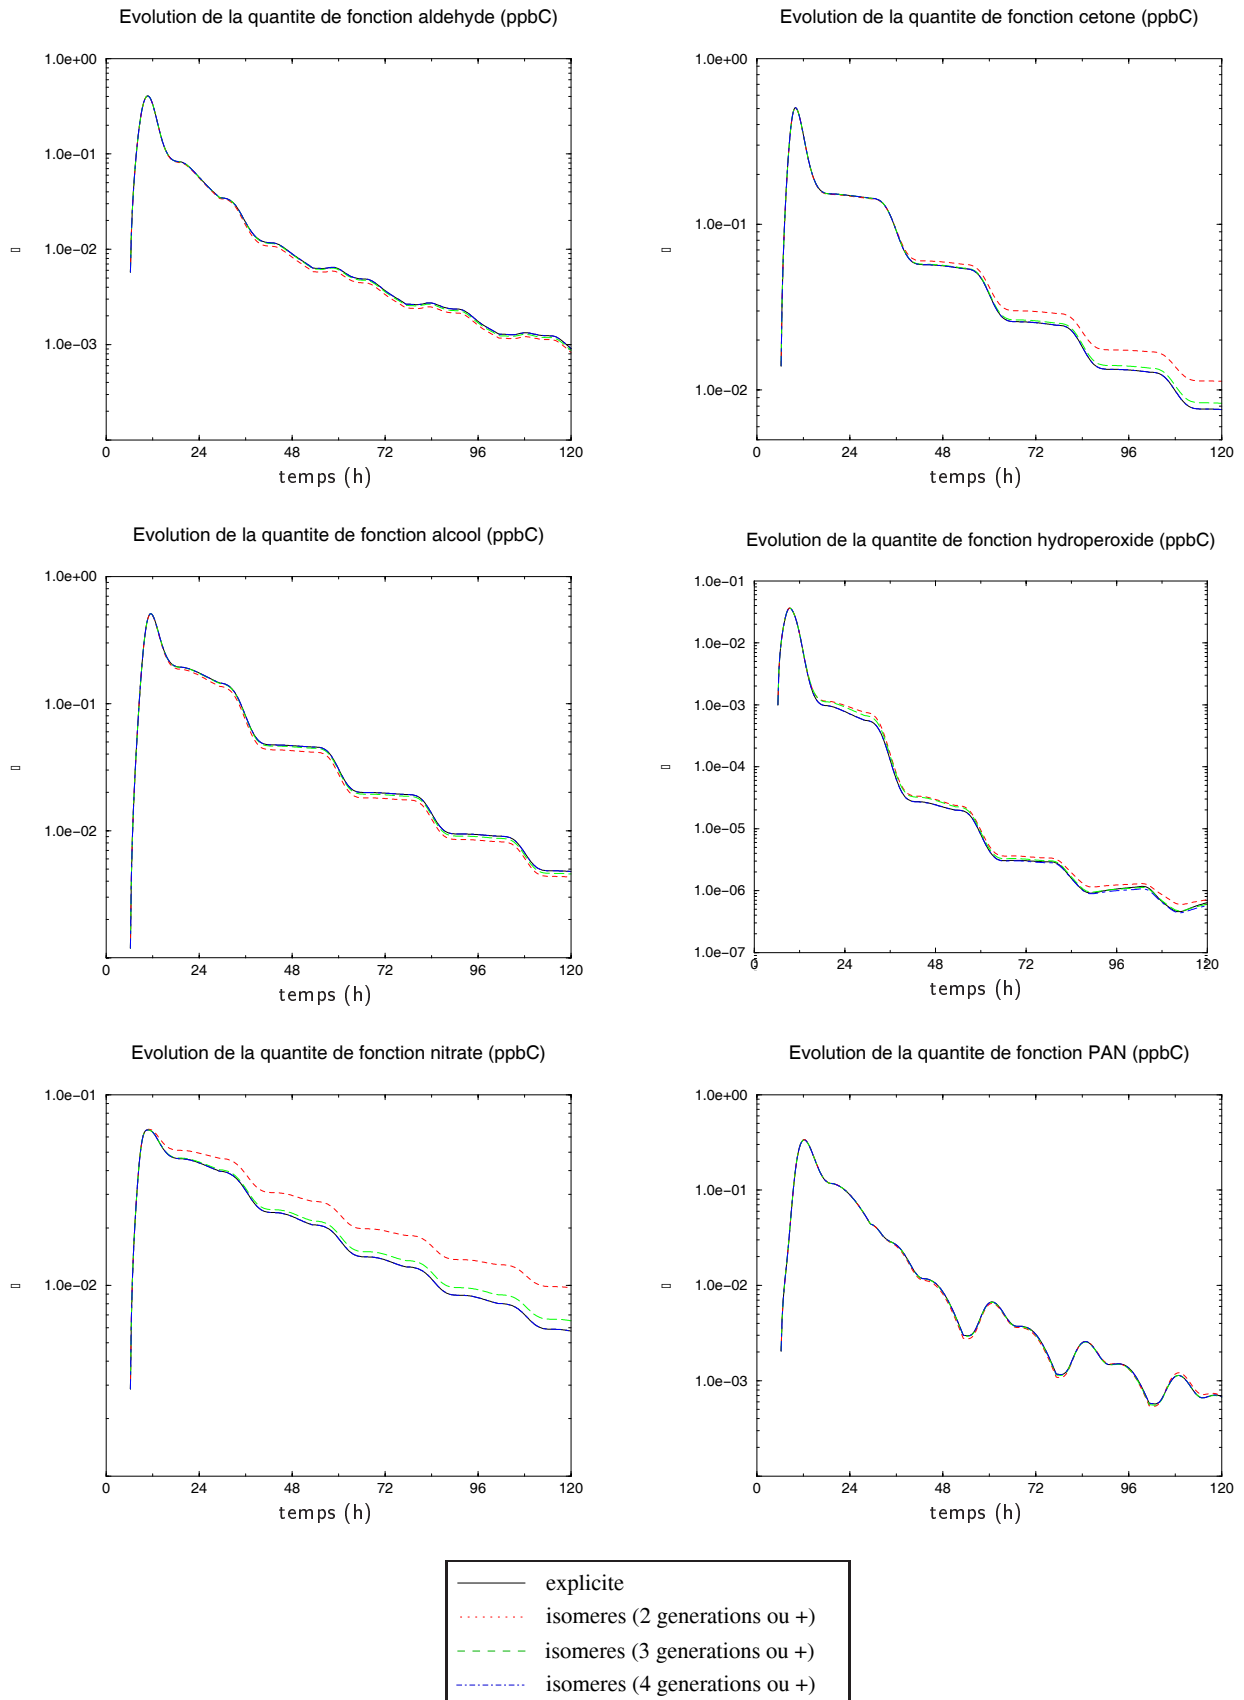 Evolution de la quantite de fonction aldehyde (ppbC)
1.0e+00
1.0e−01
1.0e−02
1.0e−03
0 24 48 72 96 120
temps (h)
Evolution de la quantite de fonction cetone (ppbC)
1.0e+00
1.0e−01
1.0e−02
0 24 48 72 96 120
temps (h)
Evolution de la quantite de fonction alcool (ppbC)
1.0e+00
1.0e−01
1.0e−02
0 24 48 72 96 120
temps (h)
Evolution de la quantite de fonction hydroperoxide (ppbC)
1.0e−01
1.0e−02
1.0e−03
1.0e−04
1.0e−05
1.0e−06
1.0e−07
0 24 48 72 96 120
temps (h)
Evolution de la quantite de fonction nitrate (ppbC)
1.0e−01
1.0e−02
0 24 48 72 96 120
temps (h)
Evolution de la quantite de fonction PAN (ppbC)
1.0e+00
1.0e−01
1.0e−02
1.0e−03
0 24 48 72 96 120
temps (h)
explicite
isomeres (2 generations ou +)
isomeres (3 generations ou +)
isomeres (4 generations ou +)